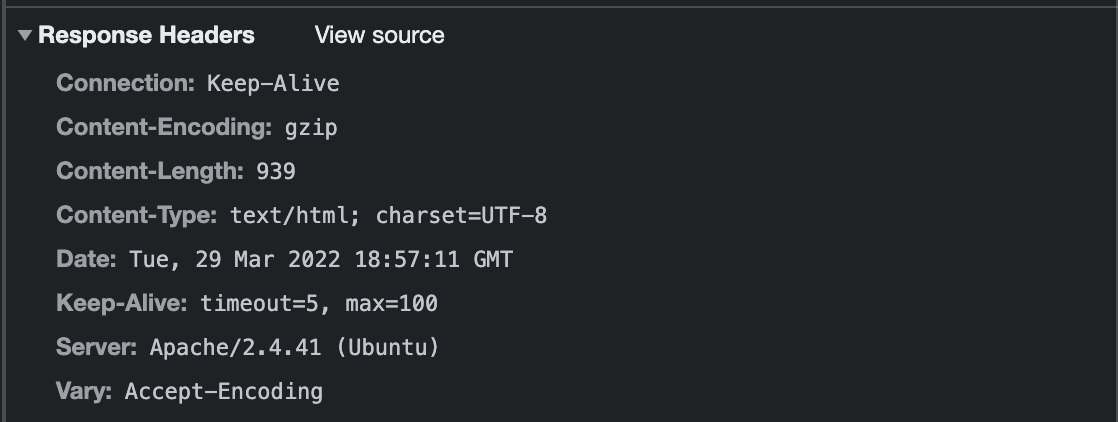 Response Headers View source
Connection: Keep-Alive
Content-Encoding: gzip
Content-Length: 939
Content-Type: text/html; charset=UTF-8
Date: Tue, 29 Mar 2022 18:57:11 GMT
Keep-Alive: timeout=5, max=100
Server: Apache/2.4.41 (Ubuntu)
Vary: Accept-Encoding